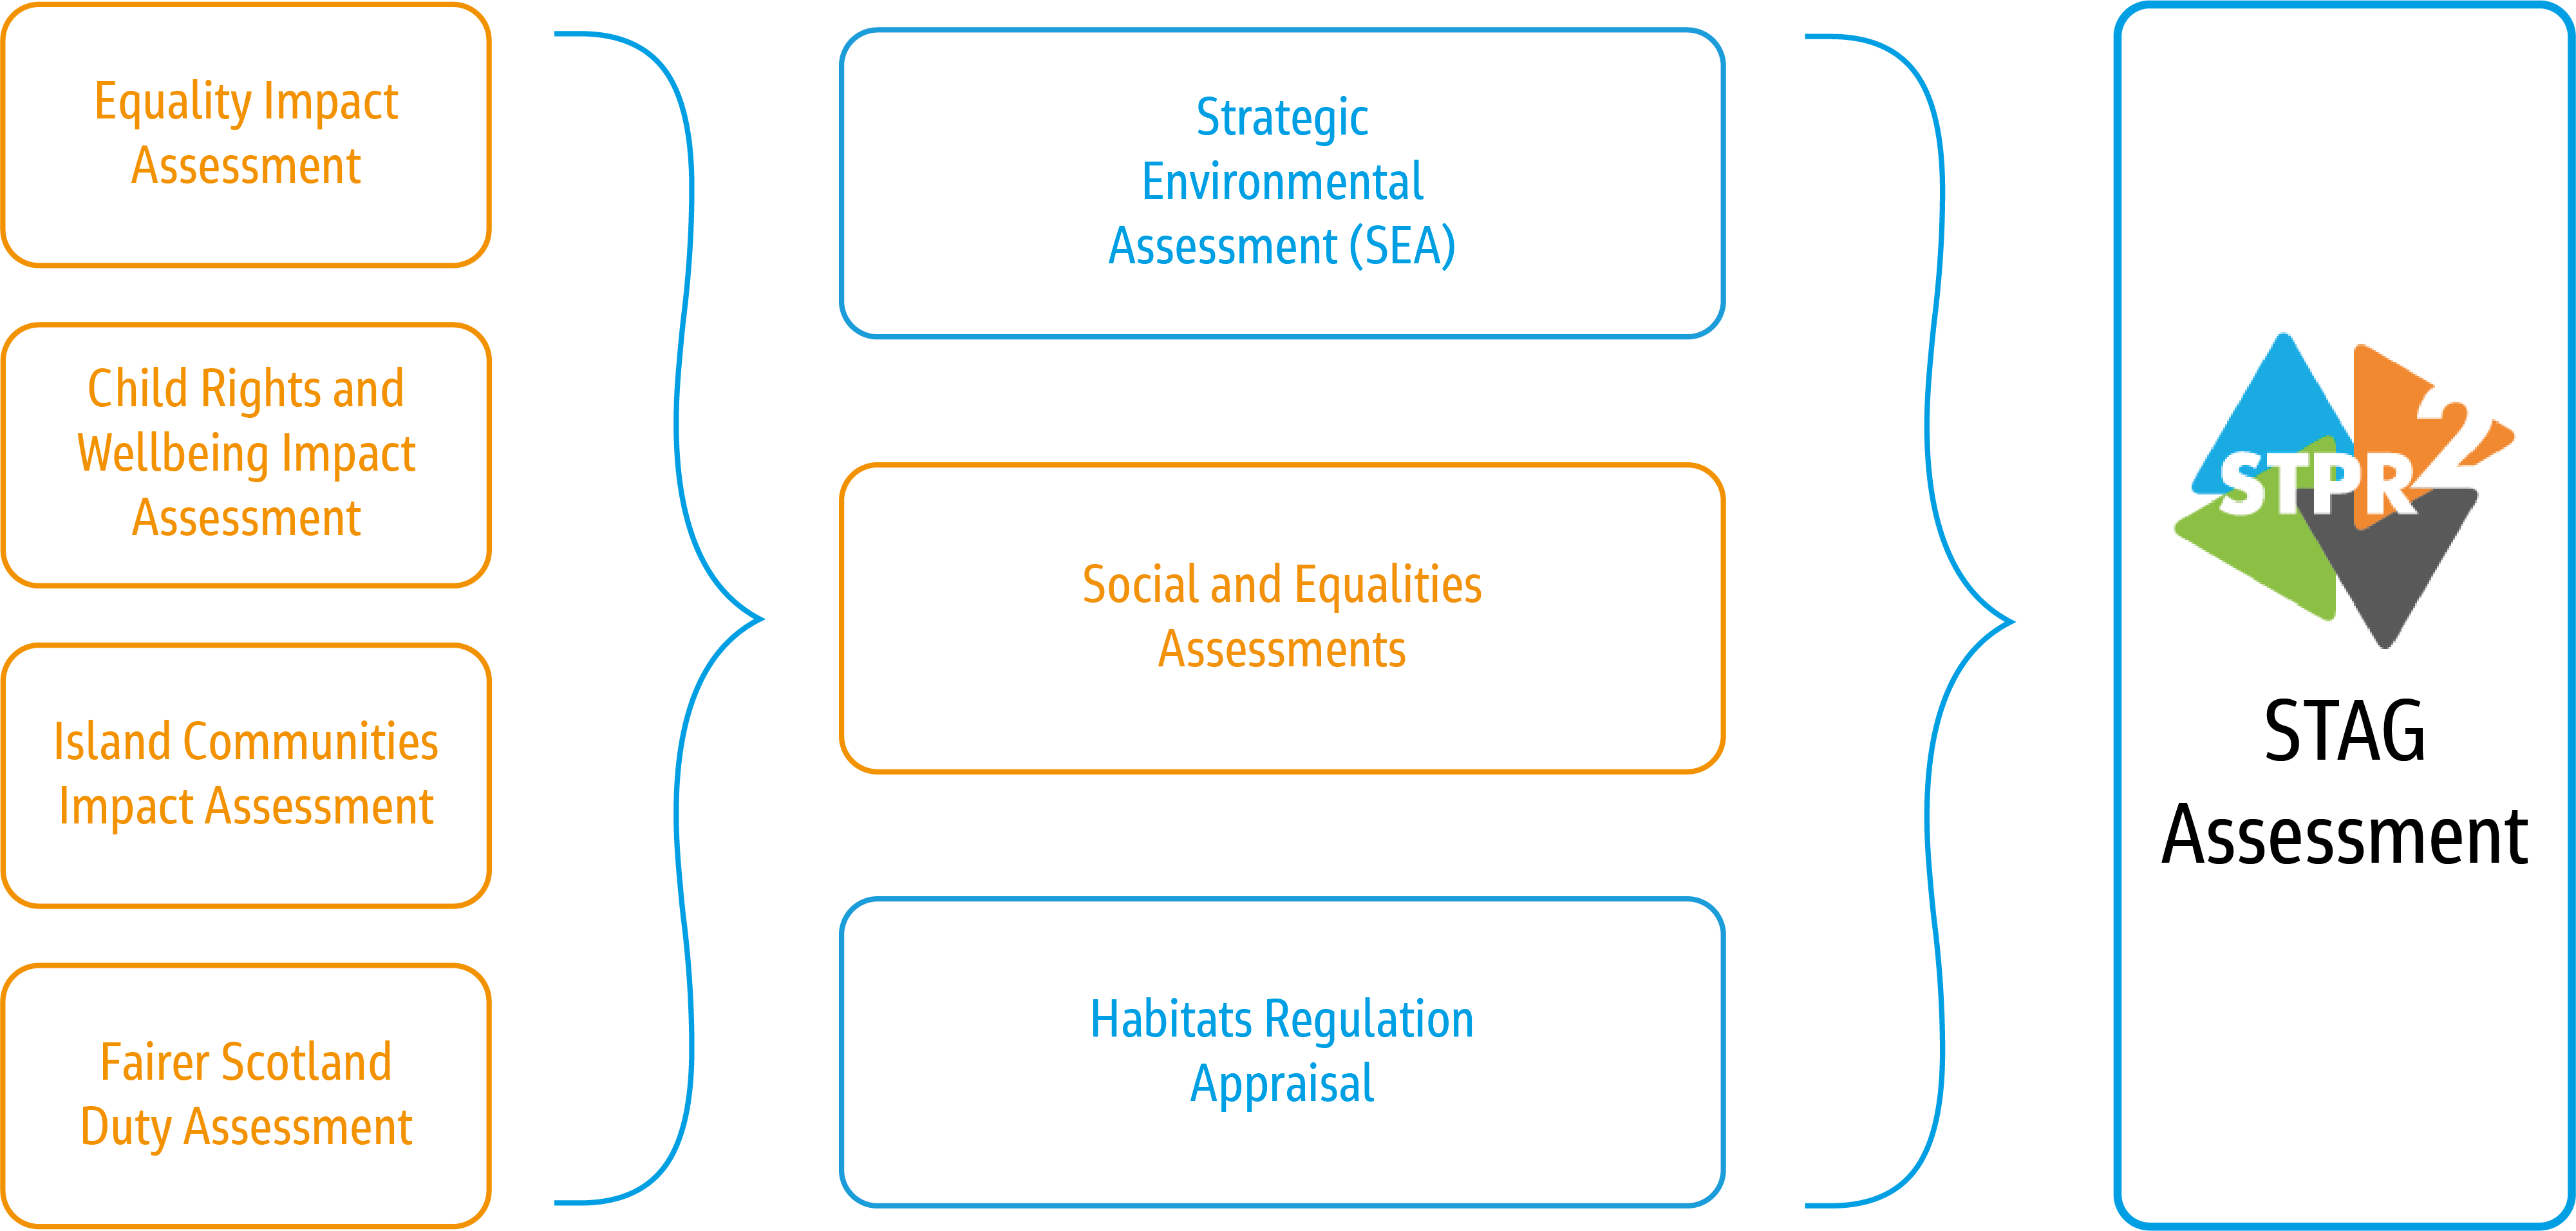 Equality Impact
Assessment
Child Rights and
Wellbeing Impact
Assessment
Island Communities
Impact Assessment
Fairer Scotland
Duty Assessment
Strategic
Environmental
Assessment (SEA)
Social and Equalities
Assessments
Habitats Regulation
Appraisal
STPR2
STAG
Assessment